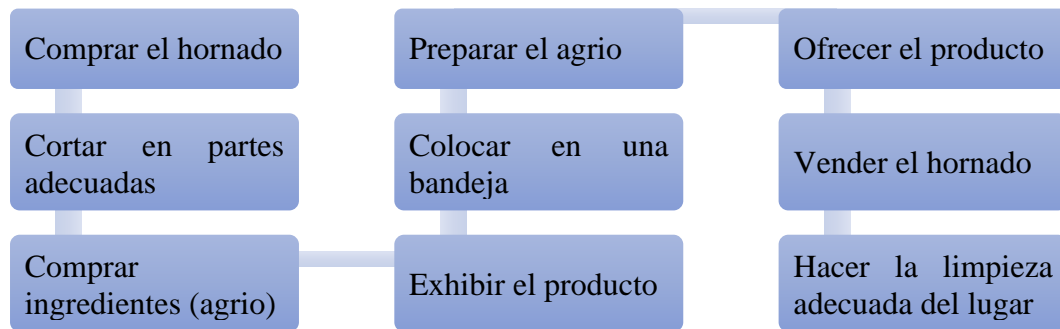 Comprar el hornado
Cortar en partes
adecuadas
Comprar
ingredientes (agrio)
Preparar el agrio
Colocar en una
bandeja
Exhibir el producto
Ofrecer el producto
Vender el hornado
Hacer la limpieza
adecuada del lugar